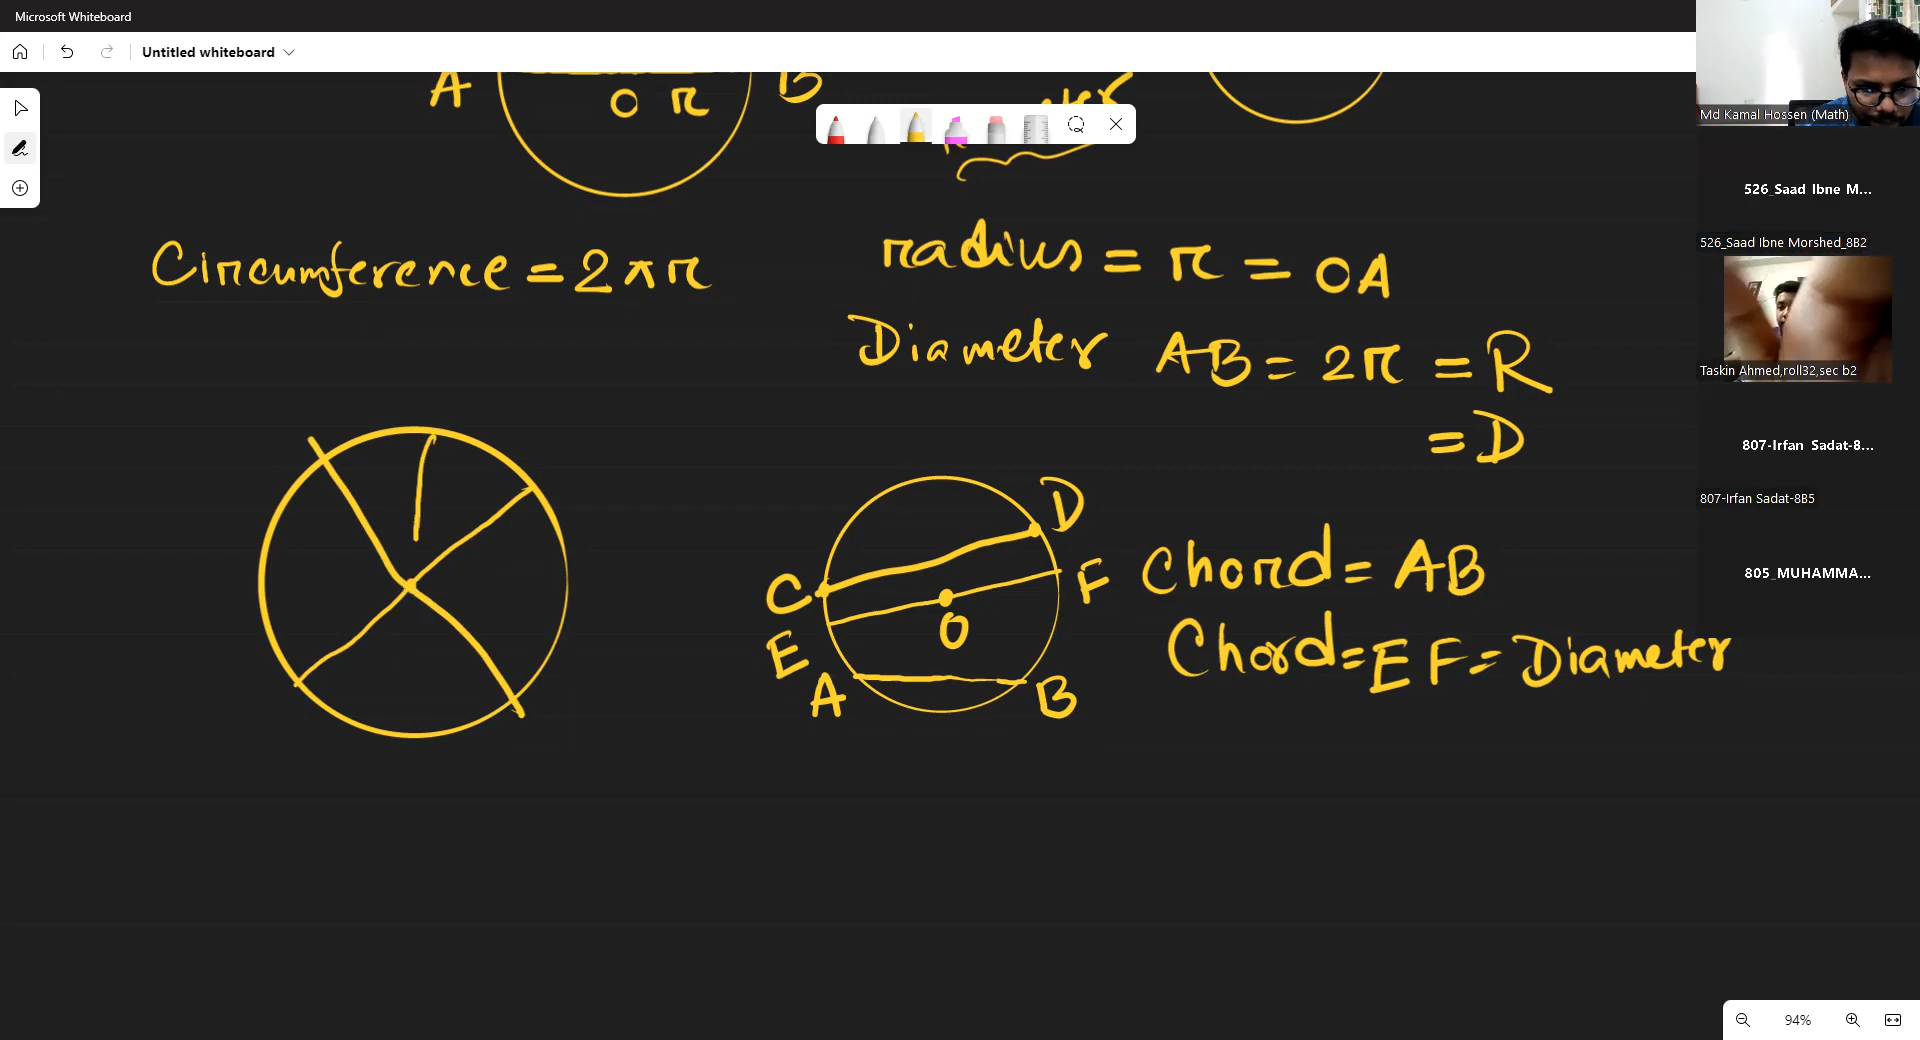 Microsoft Whiteboard
Untitled whiteboard
A
O r
B
Circumference = 2πr
radius = r = OA
Diameter AB = 2r = R
= D
D
C
F
E
O
A
B
Chord = AB
Chord = EF = Diameter
Md Kamal Hossen (Math)
526_Saad Ibne M...
526_Saad Ibne Morshed_8B2
Taskin Ahmed,roll32,sec b2
807-Irfan Sadat-8...
807-Irfan Sadat-8B5
805_MUHAMMA...
94%